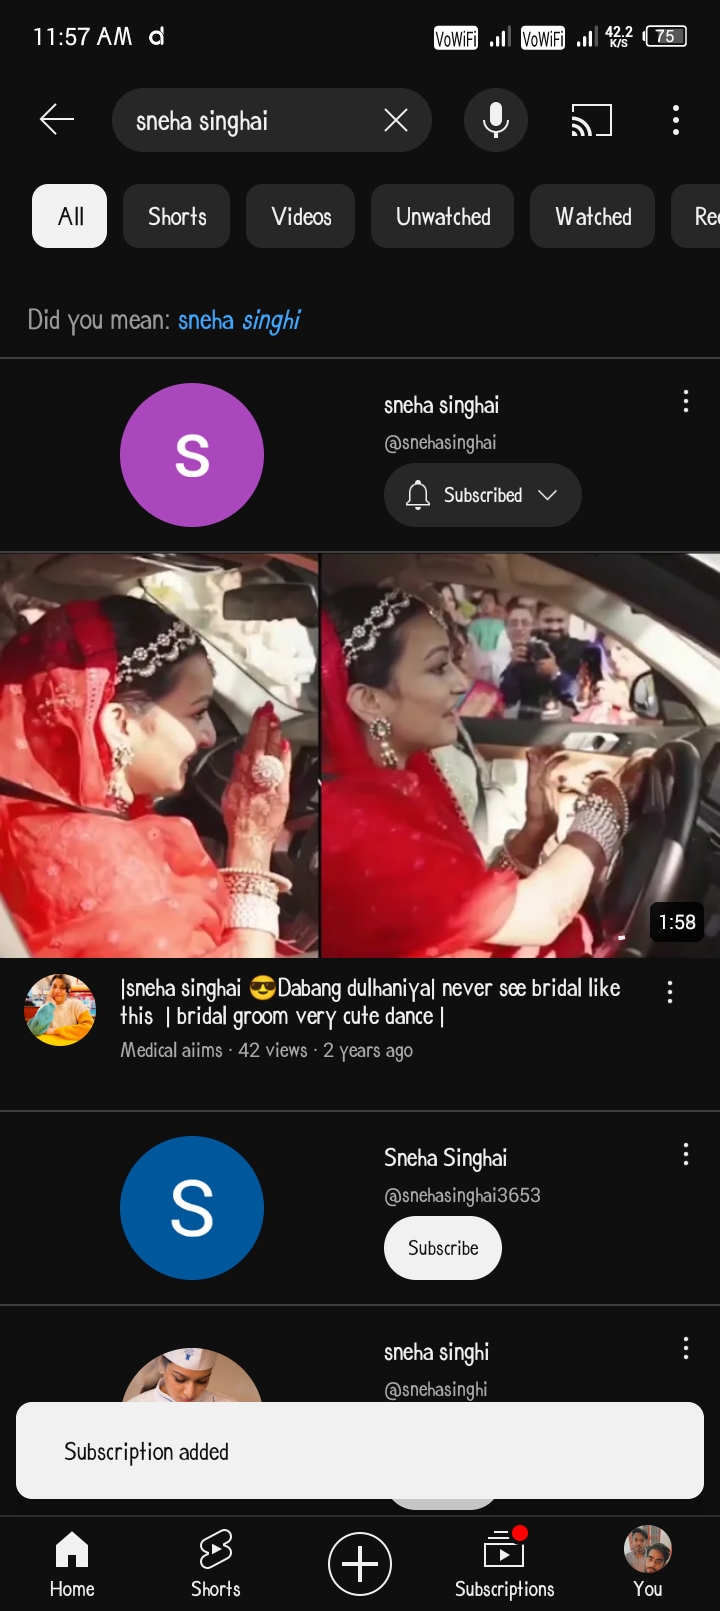 11:57 AM d VoWiFi VoWiFi 42.2 K/S 75
sneha singhai
All Shorts Videos Unwatched Watched Rec
Did you mean: sneha singhi
S
sneha singhai
@snehasinghai
Subscribed
1:58
|sneha singhai 😎Dabang dulhaniya| never see bridal like
this | bridal groom very cute dance |
Medical aiims · 42 views · 2 years ago
S
Sneha Singhai
@snehasinghai3653
Subscribe
sneha singhi
@snehasinghi
Subscription added
Home Shorts Subscriptions You